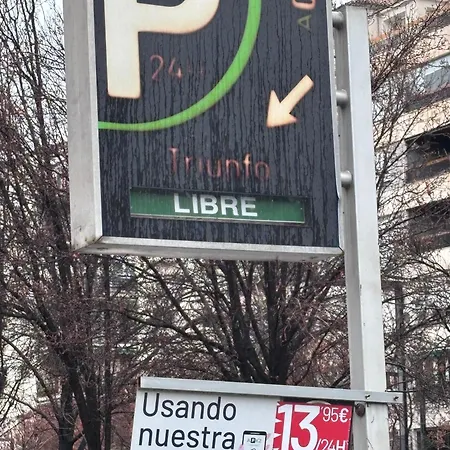 P
24
Triunfo
LIBRE
Usando
nuestra
13'95€
/24H